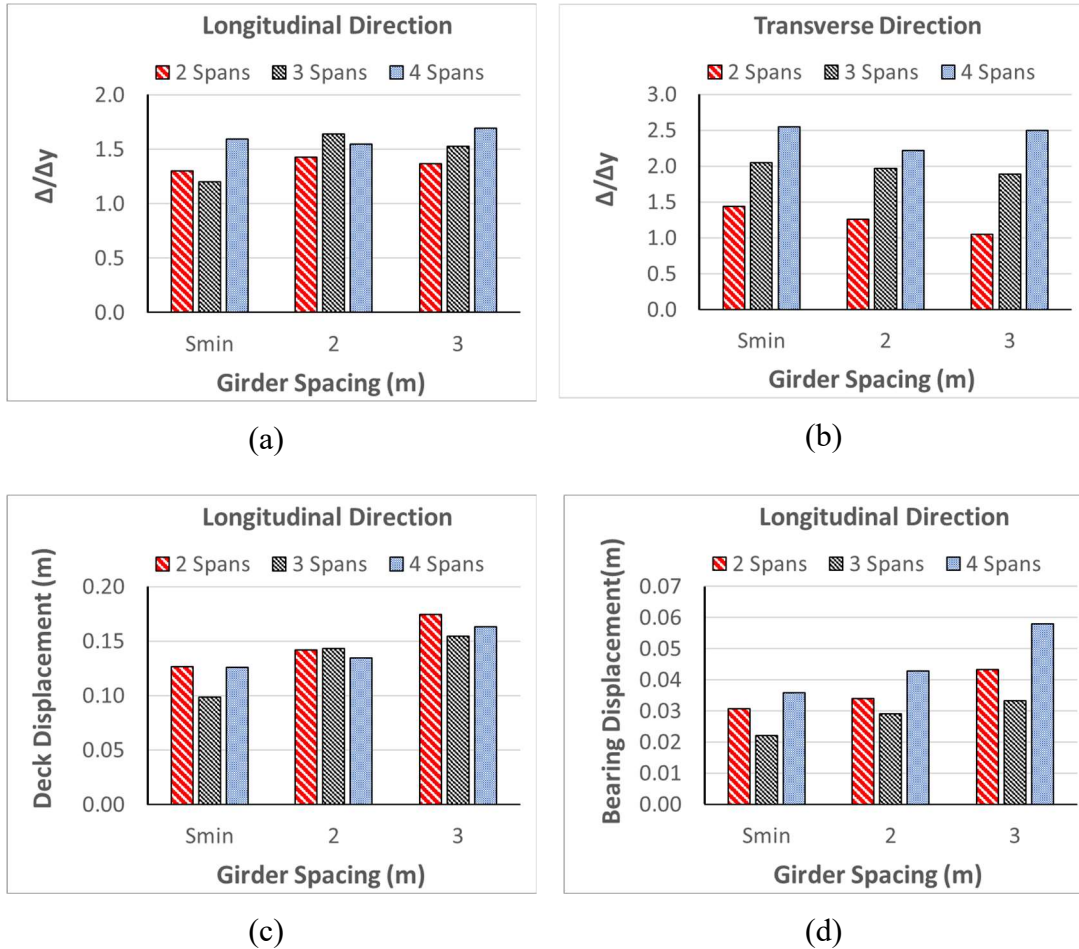 Longitudinal Direction
2 Spans 3 Spans 4 Spans
2.0
1.5
1.0
0.5
0.0
Δ/Δy
Smin 2 3
Girder Spacing (m)
(a)
Transverse Direction
2 Spans 3 Spans 4 Spans
3.0
2.5
2.0
1.5
1.0
0.5
0.0
Δ/Δy
Smin 2 3
Girder Spacing (m)
(b)
Longitudinal Direction
2 Spans 3 Spans 4 Spans
0.20
0.15
0.10
0.05
0.00
Deck Displacement (m)
Smin 2 3
Girder Spacing (m)
(c)
Longitudinal Direction
2 Spans 3 Spans 4 Spans
0.07
0.06
0.05
0.04
0.03
0.02
0.01
0.00
Bearing Displacement(m)
Smin 2 3
Girder Spacing (m)
(d)